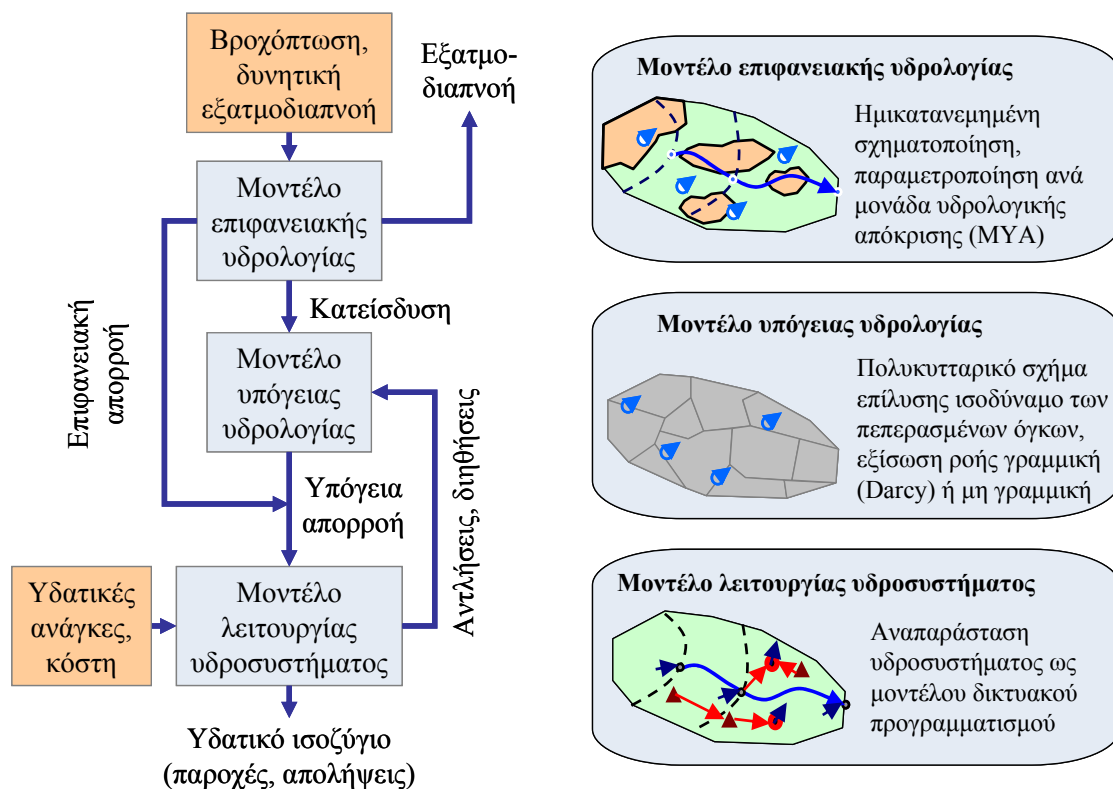 Βροχόπτωση,
δυνητική
εξατμοδιαπνοή
Εξατμο-
διαπνοή
Μοντέλο
επιφανειακής
υδρολογίας
Επιφανειακή
απορροή
Κατείσδυση
Μοντέλο
υπόγειας
υδρολογίας
Υπόγεια
απορροή
Αντλήσεις, διηθήσεις
Υδατικές
ανάγκες,
κόστη
Μοντέλο
λειτουργίας
υδροσυστήματος
Υδατικό ισοζύγιο
(παροχές, απολήψεις)
Μοντέλο επιφανειακής υδρολογίας
Ημικατανεμημένη
σχηματοποίηση,
παραμετροποίηση ανά
μονάδα υδρολογικής
απόκρισης (ΜΥΑ)
Μοντέλο υπόγειας υδρολογίας
Πολυκυτταρικό σχήμα
επίλυσης ισοδύναμο των
πεπερασμένων όγκων,
εξίσωση ροής γραμμική
(Darcy) ή μη γραμμική
Μοντέλο λειτουργίας υδροσυστήματος
Αναπαράσταση
υδροσυστήματος ως
μοντέλου δικτυακού
προγραμματισμού